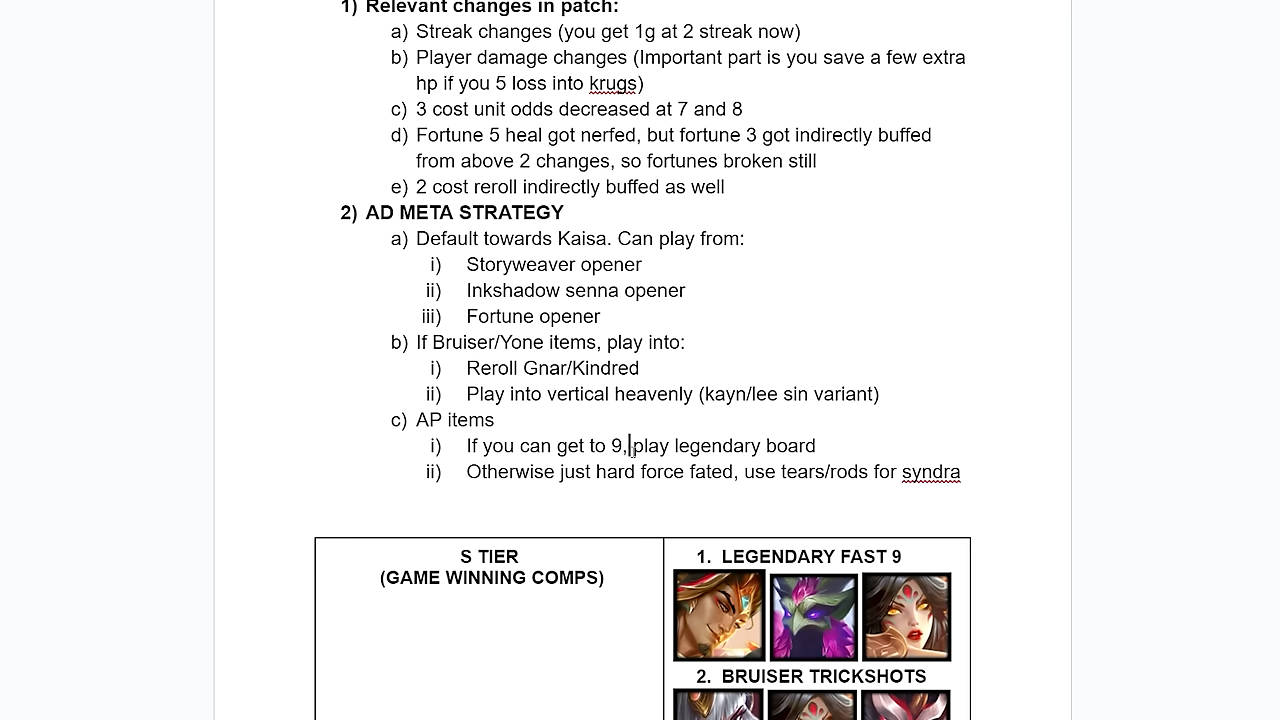 1) Relevant changes in patch:
a) Streak changes (you get 1g at 2 streak now)
b) Player damage changes (Important part is you save a few extra
hp if you 5 loss into krugs)
c) 3 cost unit odds decreased at 7 and 8
d) Fortune 5 heal got nerfed, but fortune 3 got indirectly buffed
from above 2 changes, so fortunes broken still
e) 2 cost reroll indirectly buffed as well
2) AD META STRATEGY
a) Default towards Kaisa. Can play from:
i) Storyweaver opener
ii) Inkshadow senna opener
iii) Fortune opener
b) If Bruiser/Yone items, play into:
i) Reroll Gnar/Kindred
ii) Play into vertical heavenly (kayn/lee sin variant)
c) AP items
i) If you can get to 9, play legendary board
ii) Otherwise just hard force fated, use tears/rods for syndra
S TIER
(GAME WINNING COMPS)
1. LEGENDARY FAST 9
2. BRUISER TRICKSHOTS